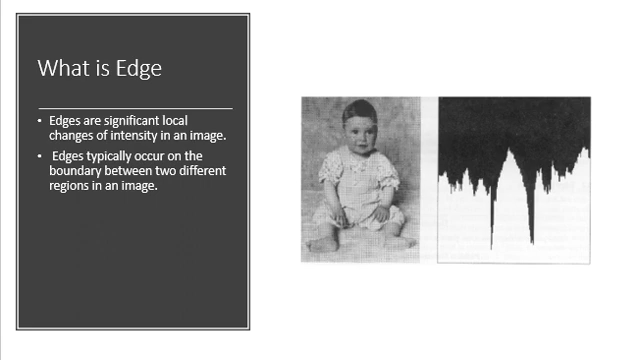 What is Edge
• Edges are significant local
changes of intensity in an image.
• Edges typically occur on the
boundary between two different
regions in an image.